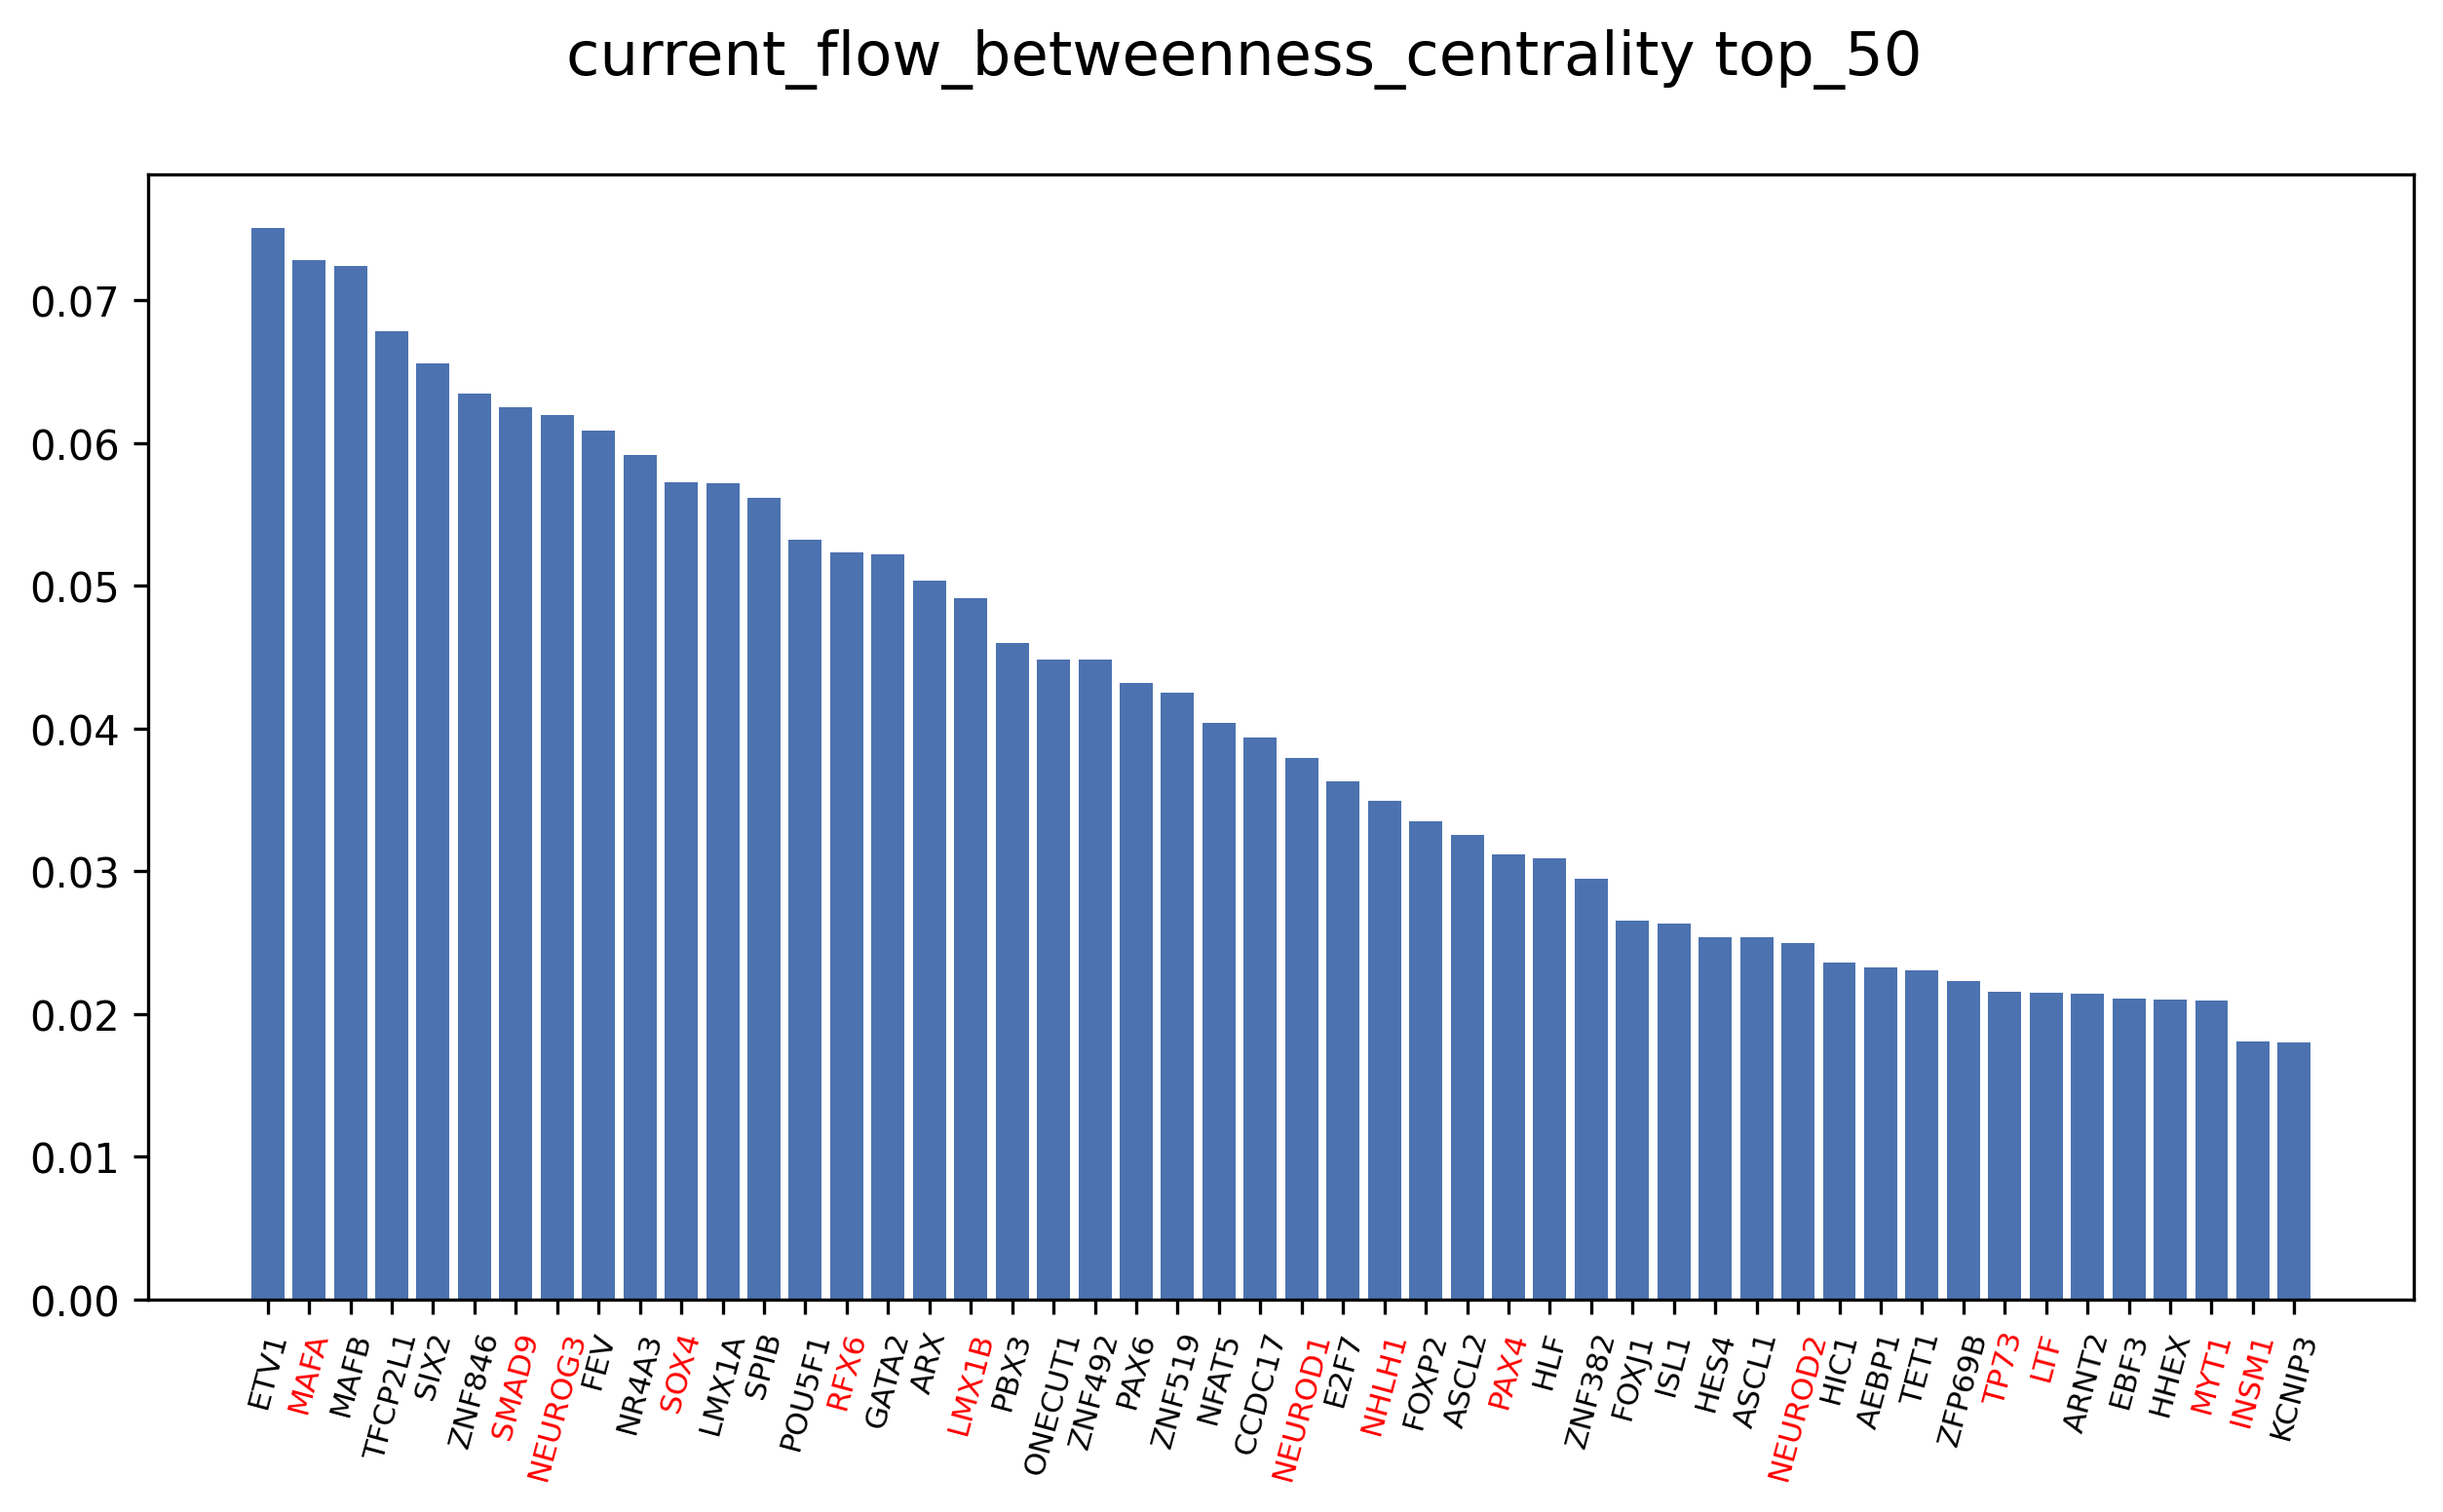 current_flow_betweenness_centrality top_50
0.07
0.06
0.05
0.04
0.03
0.02
0.01
0.00
ETV1
MAFA
MAFB
TFCP2L1
SIX2
ZNF846
SMAD9
NEUROG3
FEV
NR4A3
SOX4
LMX1A
SPIB
POU5F1
RFX6
GATA2
ARX
LMX1B
PBX3
ONECUT1
ZNF492
PAX6
ZNF519
NFAT5
CCDC17
NEUROD1
E2F7
NHLH1
FOXP2
ASCL2
PAX4
HLF
ZNF382
FOXJ1
ISL1
HES4
ASCL1
NEUROD2
HIC1
AEBP1
TET1
ZFP69B
TP73
LTF
ARNT2
EBF3
HHEX
MYT1
INSM1
KCNIP3